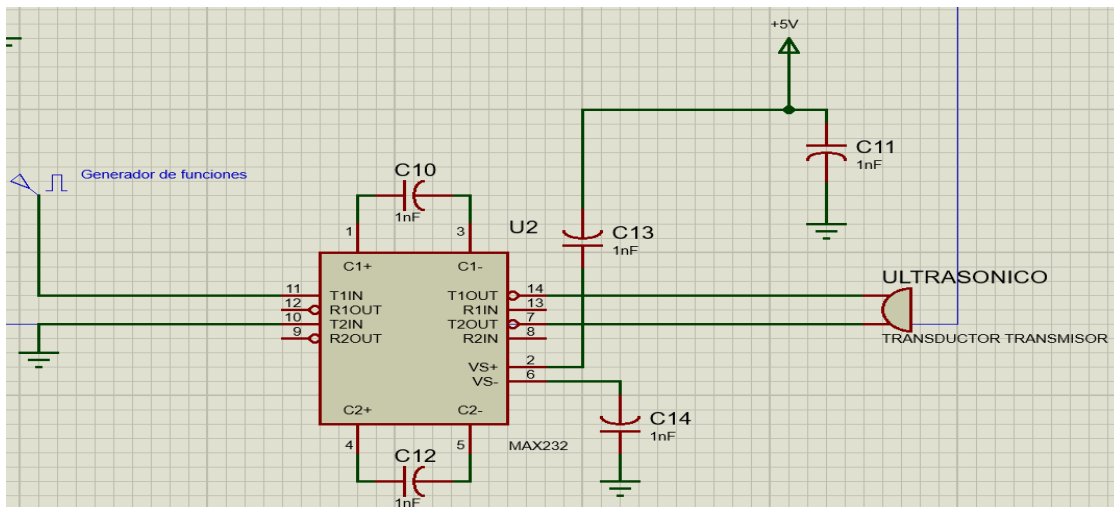 +5V
Generador de funciones
C10
1nF
C11
1nF
1
3
U2
C13
1nF
C1+
C1-
ULTRASONICO
11
T1IN
T1OUT
14
12
R1OUT
R1IN
13
10
T2IN
T2OUT
7
9
R2OUT
R2IN
8
TRANSDUCTOR TRANSMISOR
VS+
2
VS-
6
C2+
C2-
C14
1nF
4
5
MAX232
C12
1nF